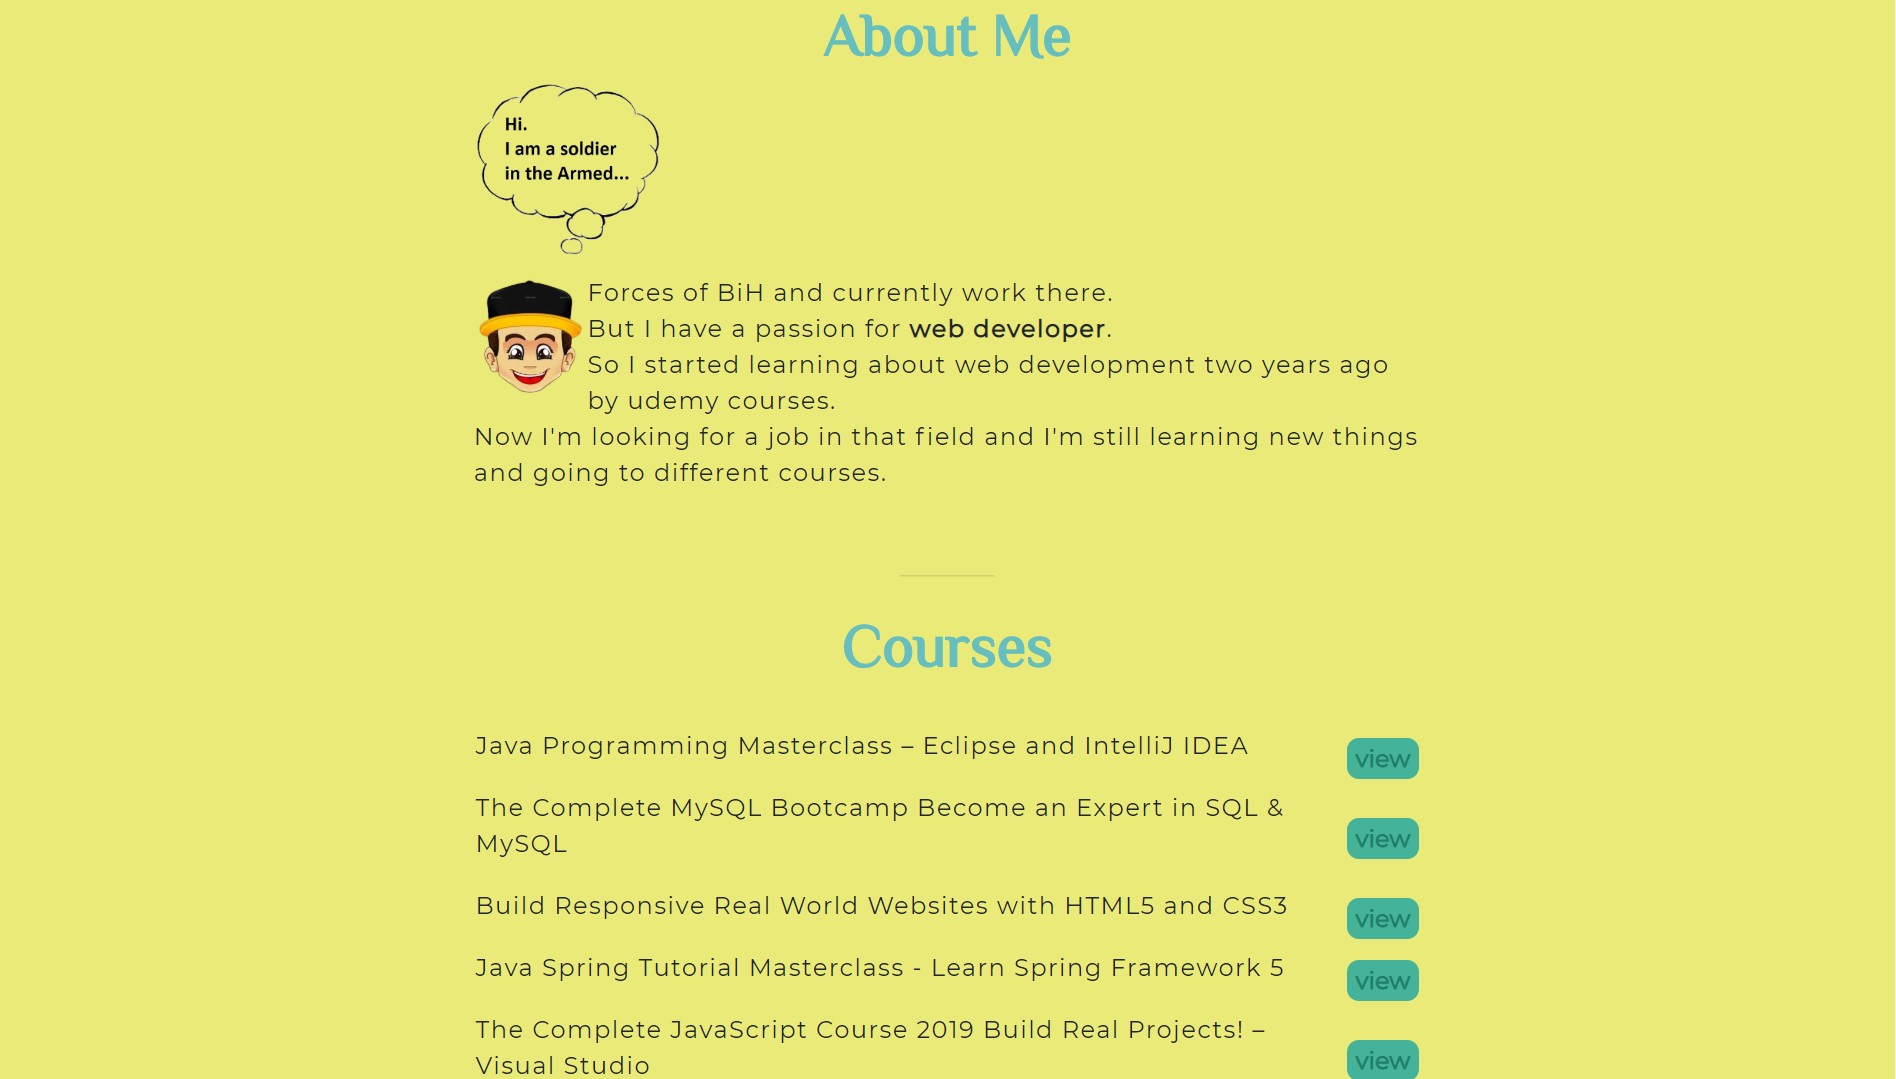 About Me
Hi.
I am a soldier
in the Armed...
Forces of BiH and currently work there.
But I have a passion for web developer.
So I started learning about web development two years ago
by udemy courses.
Now I'm looking for a job in that field and I'm still learning new things
and going to different courses.
Courses
Java Programming Masterclass – Eclipse and IntelliJ IDEA
view
The Complete MySQL Bootcamp Become an Expert in SQL &
MySQL
view
Build Responsive Real World Websites with HTML5 and CSS3
view
Java Spring Tutorial Masterclass - Learn Spring Framework 5
view
The Complete JavaScript Course 2019 Build Real Projects! –
Visual Studio
view